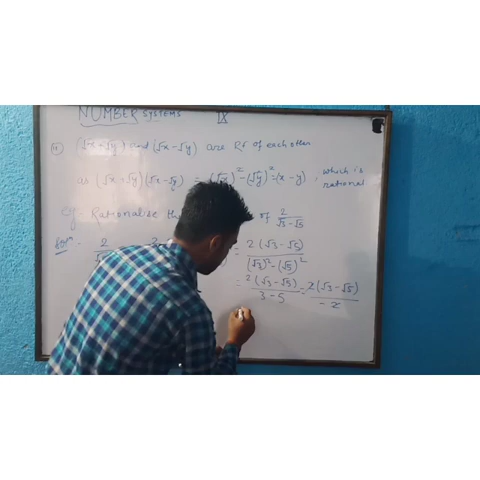 NUMBER SYSTEMS IX
(4) (√x+√y) and (√x-√y) are RF of each other
as (√x+√y)(√x-√y) = (√x)²-(√y)²=(x-y), which is rational
eg- Rationalise the of 2/(√3-√5)
Solⁿ- 2 = 2(√3-√5)/((√3)²-(√5)²)
= 2(√3-√5)/(3-5) = 2(√3-√5)/-2